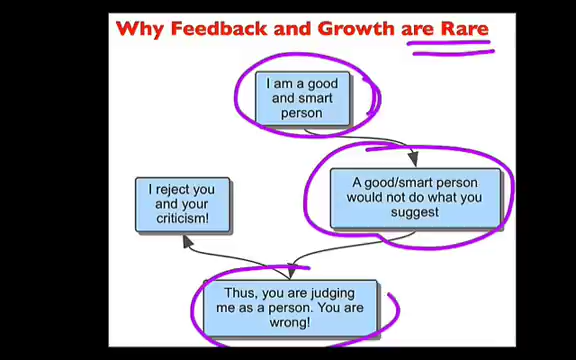 Why Feedback and Growth are Rare
I am a good
and smart
person
A good/smart person
would not do what you
suggest
I reject you
and your
criticism!
Thus, you are judging
me as a person. You are
wrong!